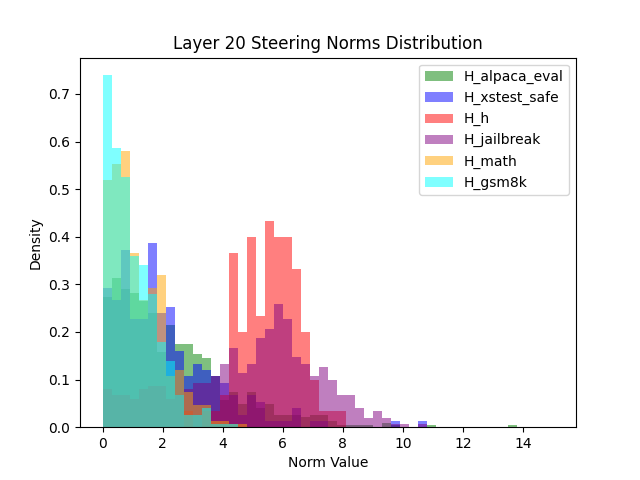 Layer 20 Steering Norms Distribution
H_alpaca_eval
H_xstest_safe
H_h
H_jailbreak
H_math
H_gsm8k
0.7
0.6
0.5
0.4
0.3
0.2
0.1
0.0
Density
0 2 4 6 8 10 12 14
Norm Value